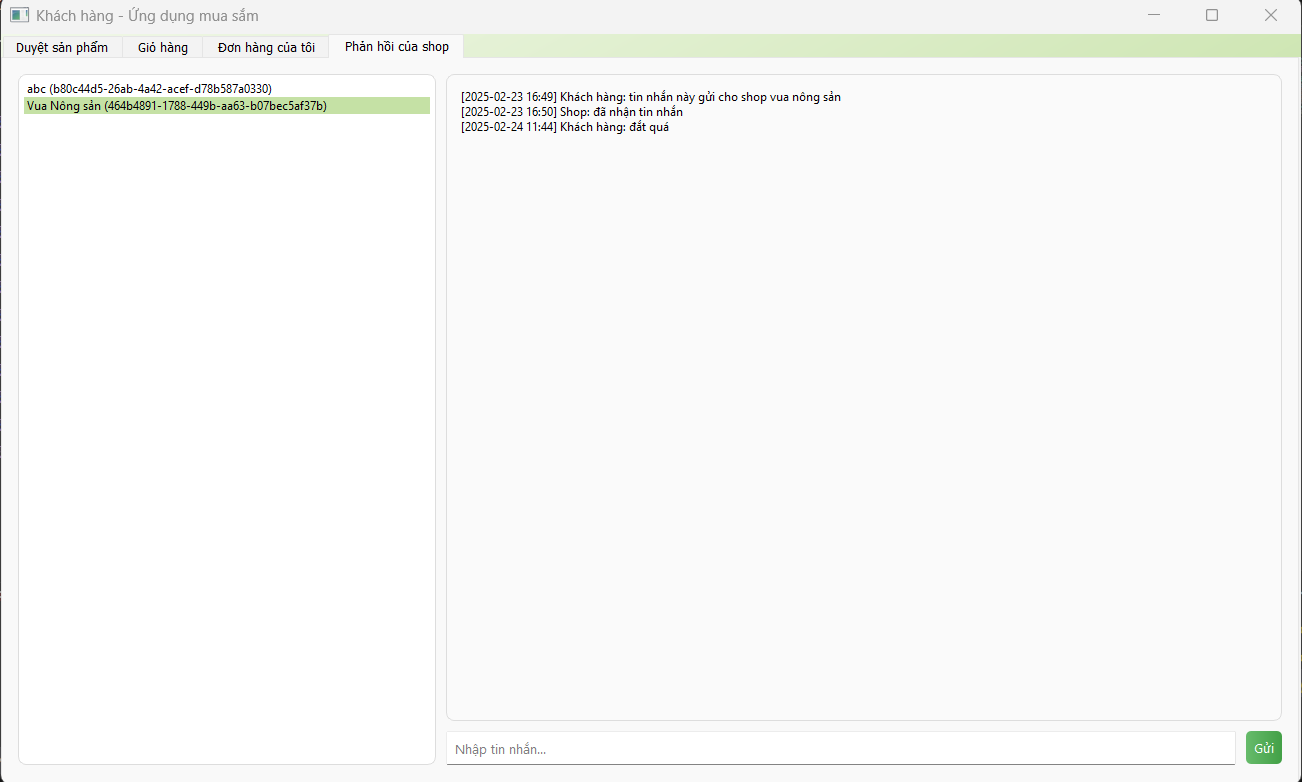 Khách hàng - Ứng dụng mua sắm
Duyệt sản phẩm Giỏ hàng Đơn hàng của tôi Phản hồi của shop
abc (b80c44d5-26ab-4a42-acef-d78b587a0330)
Vua Nông sản (464b4891-1788-449b-aa63-b07bec5af37b)
[2025-02-23 16:49] Khách hàng: tin nhắn này gửi cho shop vua nông sản
[2025-02-23 16:50] Shop: đã nhận tin nhắn
[2025-02-24 11:44] Khách hàng: đắt quá
Nhập tin nhắn...
Gửi